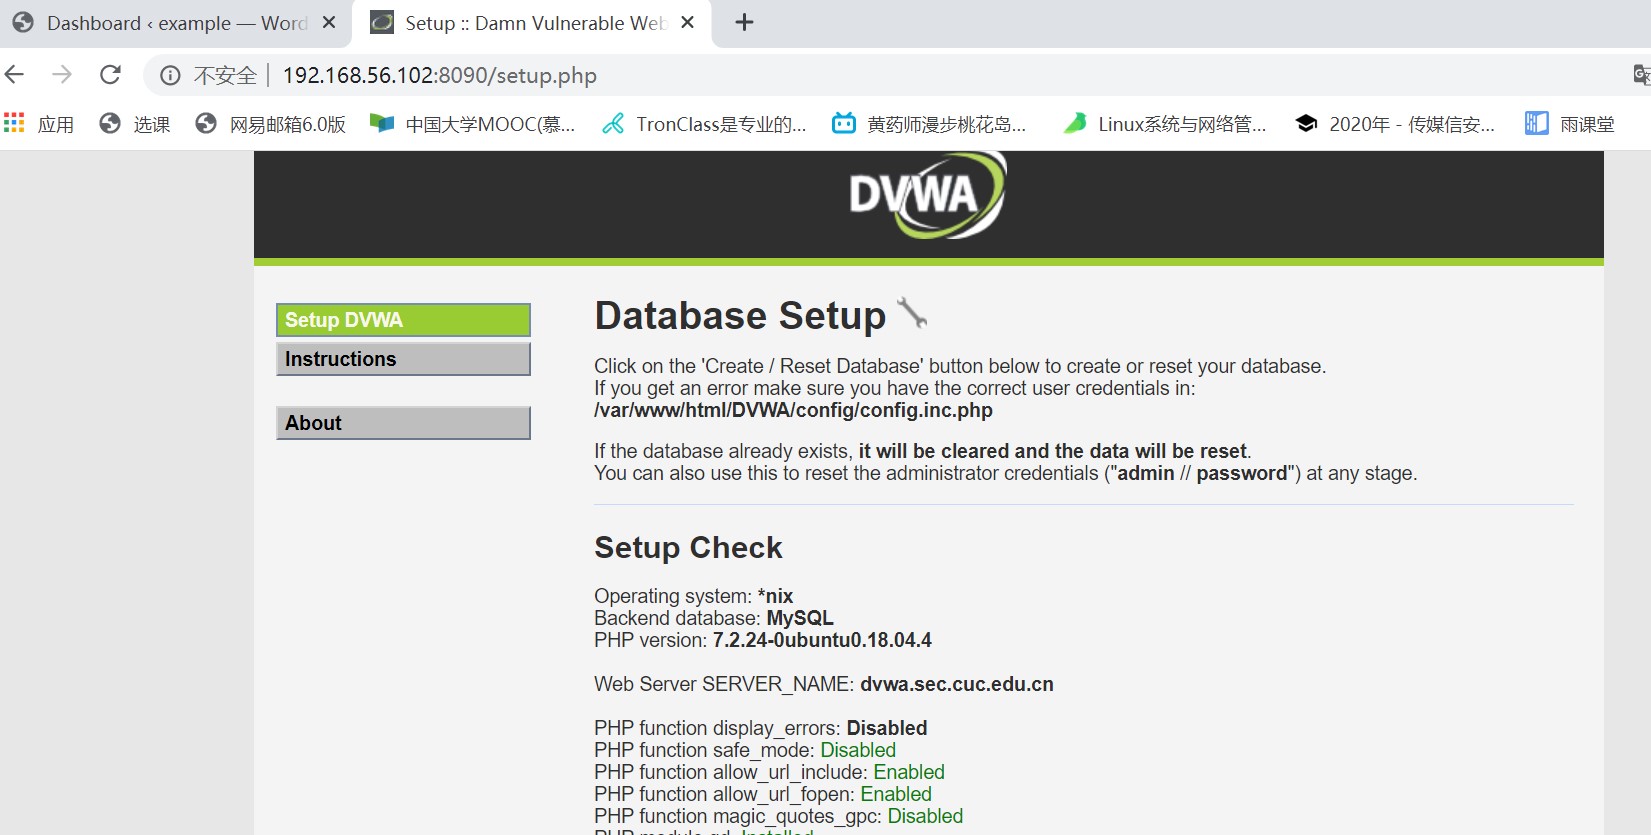 Dashboard ‹ example — Word
Setup :: Damn Vulnerable Web
不安全 192.168.56.102:8090/setup.php
应用 选课 网易邮箱6.0版 中国大学MOOC(慕... TronClass是专业的... 黄药师漫步桃花岛... Linux系统与网络管... 2020年 - 传媒信安... 雨课堂
DVWA
Setup DVWA
Instructions
About
Database Setup
Click on the 'Create / Reset Database' button below to create or reset your database.
If you get an error make sure you have the correct user credentials in:
/var/www/html/DVWA/config/config.inc.php
If the database already exists, it will be cleared and the data will be reset.
You can also use this to reset the administrator credentials ("admin // password") at any stage.
Setup Check
Operating system: *nix
Backend database: MySQL
PHP version: 7.2.24-0ubuntu0.18.04.4
Web Server SERVER_NAME: dvwa.sec.cuc.edu.cn
PHP function display_errors: Disabled
PHP function safe_mode: Disabled
PHP function allow_url_include: Enabled
PHP function allow_url_fopen: Enabled
PHP function magic_quotes_gpc: Disabled
PHP module gd: Installed